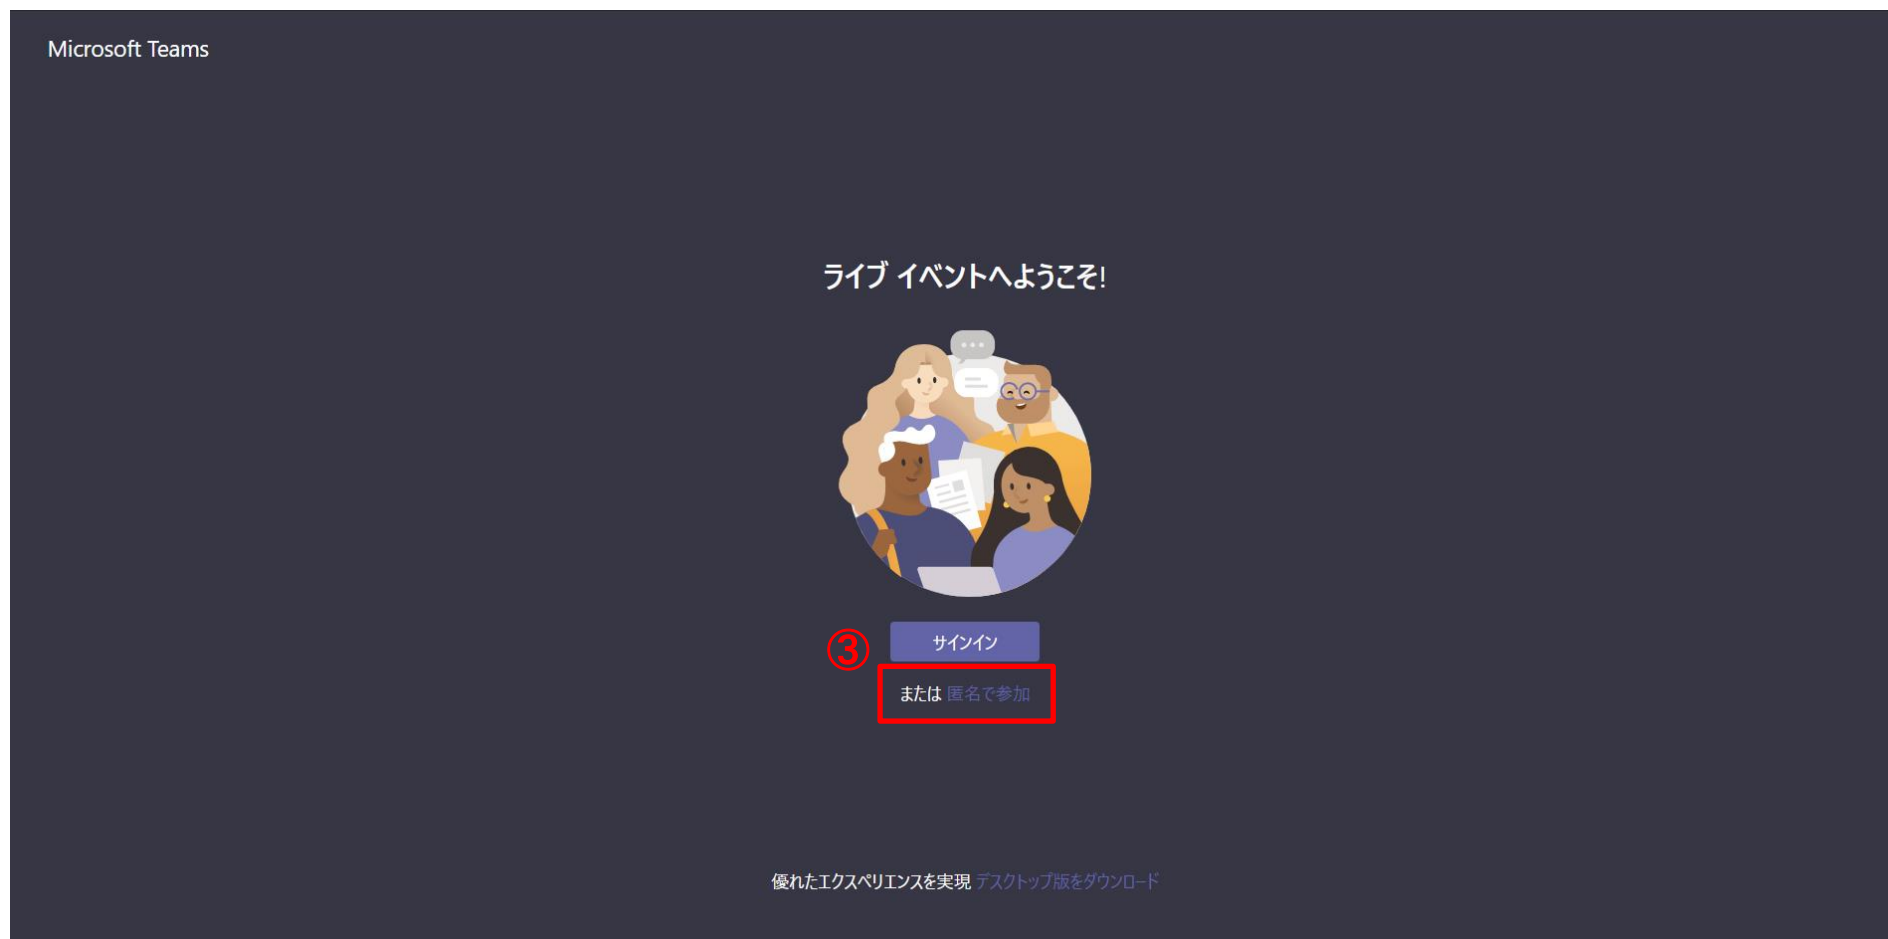 Microsoft Teams
ライブ イベントへようこそ!
サインイン
③
または 匿名で参加
優れたエクスペリエンスを実現 デスクトップ版をダウンロード